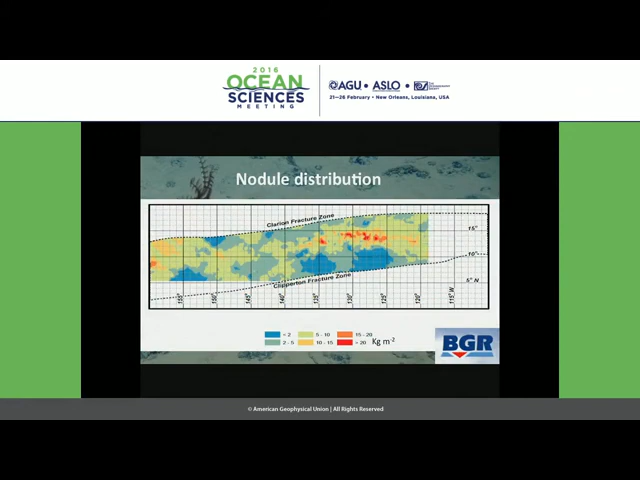 2016
OCEAN
SCIENCES
MEETING
AGU • ASLO •
21–26 February • New Orleans, Louisiana, USA
Nodule distribution
Clarion Fracture Zone
15°
10°
5° N
Clipperton Fracture Zone
155° 150° 145° 140° 135° 130° 125° 120° 115° W
< 2 5 - 10 15 - 20
2 - 5 10 - 15 > 20 Kg m-2
BGR
© American Geophysical Union | All Rights Reserved